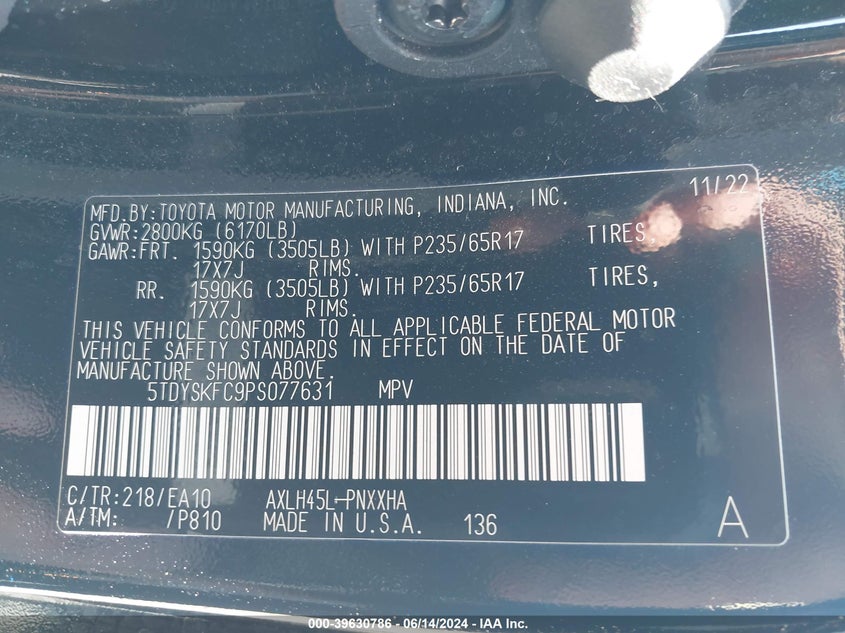 11/22
MFD.BY:TOYOTA MOTOR MANUFACTURING, INDIANA, INC.
GVWR:2800KG (6170LB)
GAWR:FRT. 1590KG (3505LB) WITH P235/65R17 TIRES,
17X7J RIMS.
RR. 1590KG (3505LB) WITH P235/65R17 TIRES,
17X7J RIMS.
THIS VEHICLE CONFORMS TO ALL APPLICABLE FEDERAL MOTOR
VEHICLE SAFETY STANDARDS IN EFFECT ON THE DATE OF
MANUFACTURE SHOWN ABOVE.
5TDYSKFC9PS077631 MPV
C/TR:218/EA10 AXLH45L-PNXXHA
A/TM: /P810 MADE IN U.S.A. 136 A
000-39630786 - 06/14/2024 - IAA Inc.